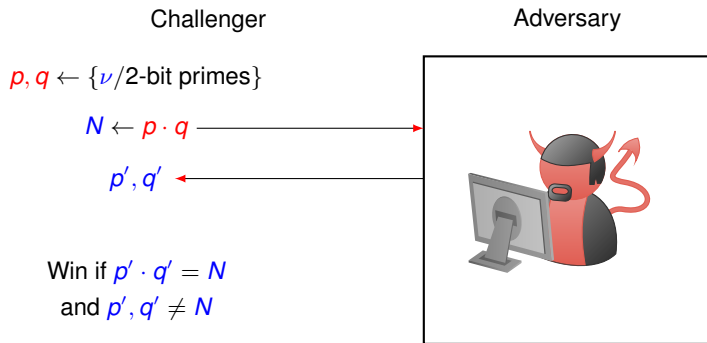 Challenger
Adversary
p, q ← {ν/2-bit primes}
N ← p · q
p′, q′
Win if p′ · q′ = N
and p′, q′ ≠ N